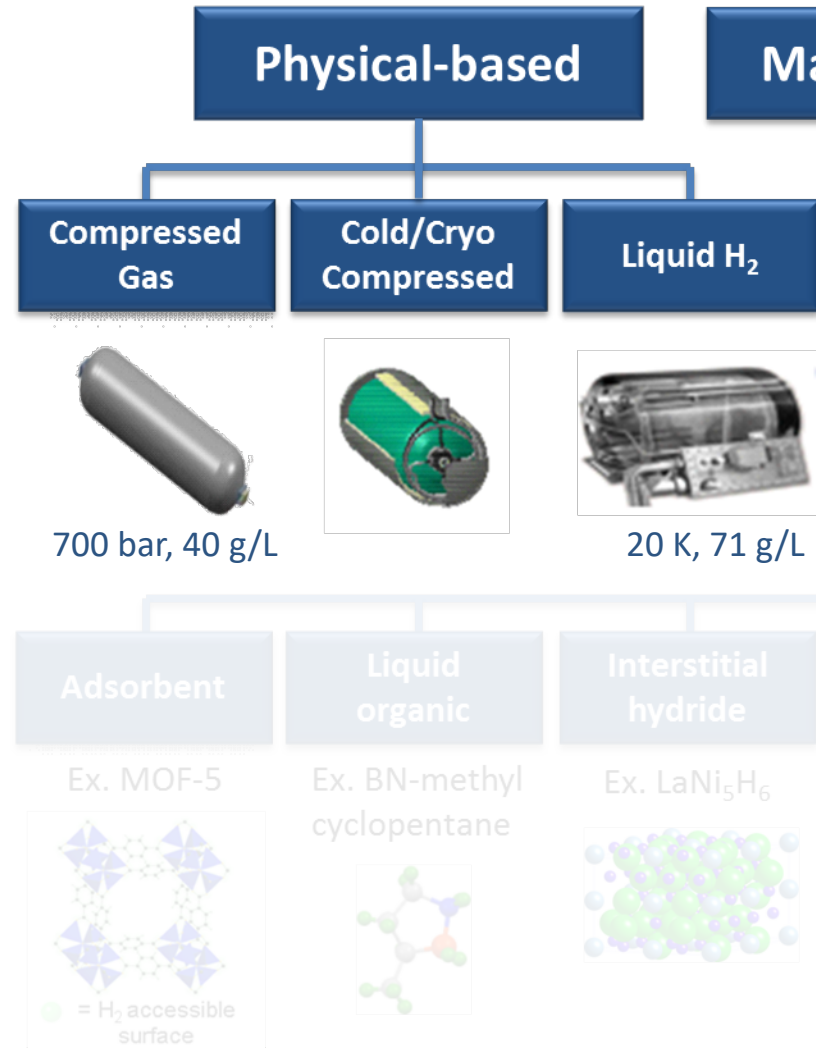 Physical-based
Ma
Compressed
Gas
Cold/Cryo
Compressed
Liquid H₂
700 bar, 40 g/L
20 K, 71 g/L
Adsorbent
Liquid
organic
Interstitial
hydride
Ex. MOF-5
Ex. BN-methyl
cyclopentane
Ex. LaNi₅H₆
= H₂ accessible
surface